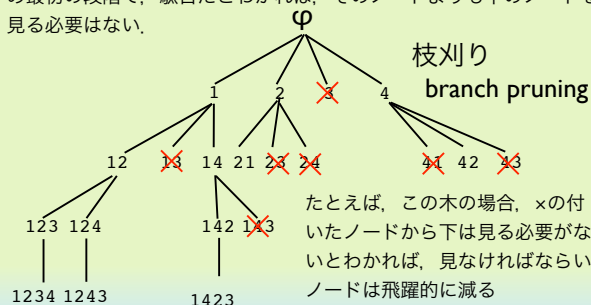 の最初の段階で，駄目だとわかれば，そのノードよりも下のノードを
見る必要はない．
φ
枝刈り
branch pruning
1 2 3 4
12 13 14 21 23 24 41 42 43
たとえば，この木の場合，×の付
いたノードから下は見る必要がな
いとわかれば，見なければならい
ノードは飛躍的に減る
123 124 142 143
1234 1243 1423